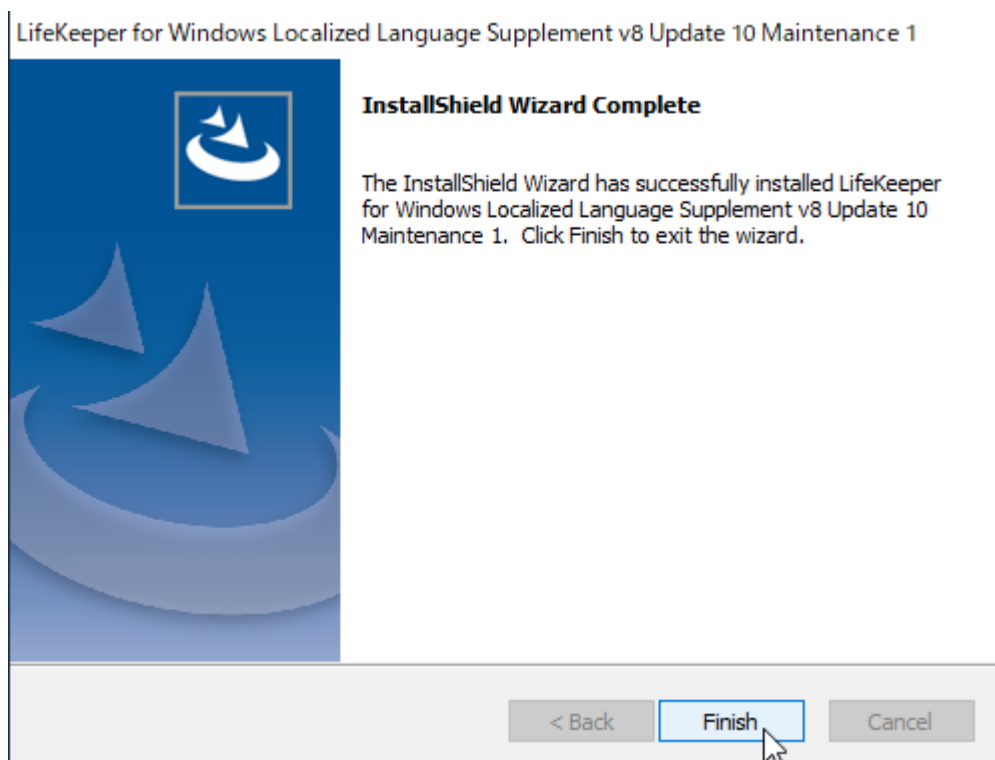 LifeKeeper for Windows Localized Language Supplement v8 Update 10 Maintenance 1
InstallShield Wizard Complete
The InstallShield Wizard has successfully installed LifeKeeper
for Windows Localized Language Supplement v8 Update 10
Maintenance 1.  Click Finish to exit the wizard.
< Back Finish Cancel